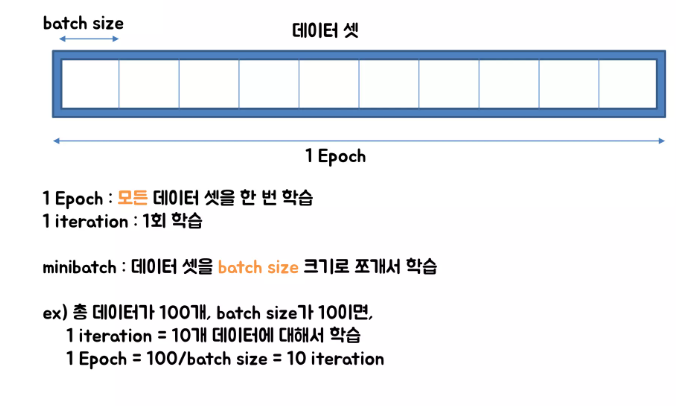 batch size
데이터 셋
1 Epoch
1 Epoch : 모든 데이터 셋을 한 번 학습
1 iteration : 1회 학습
minibatch : 데이터 셋을 batch size 크기로 쪼개서 학습
ex) 총 데이터가 100개, batch size가 10이면,
1 iteration = 10개 데이터에 대해서 학습
1 Epoch = 100/batch size = 10 iteration